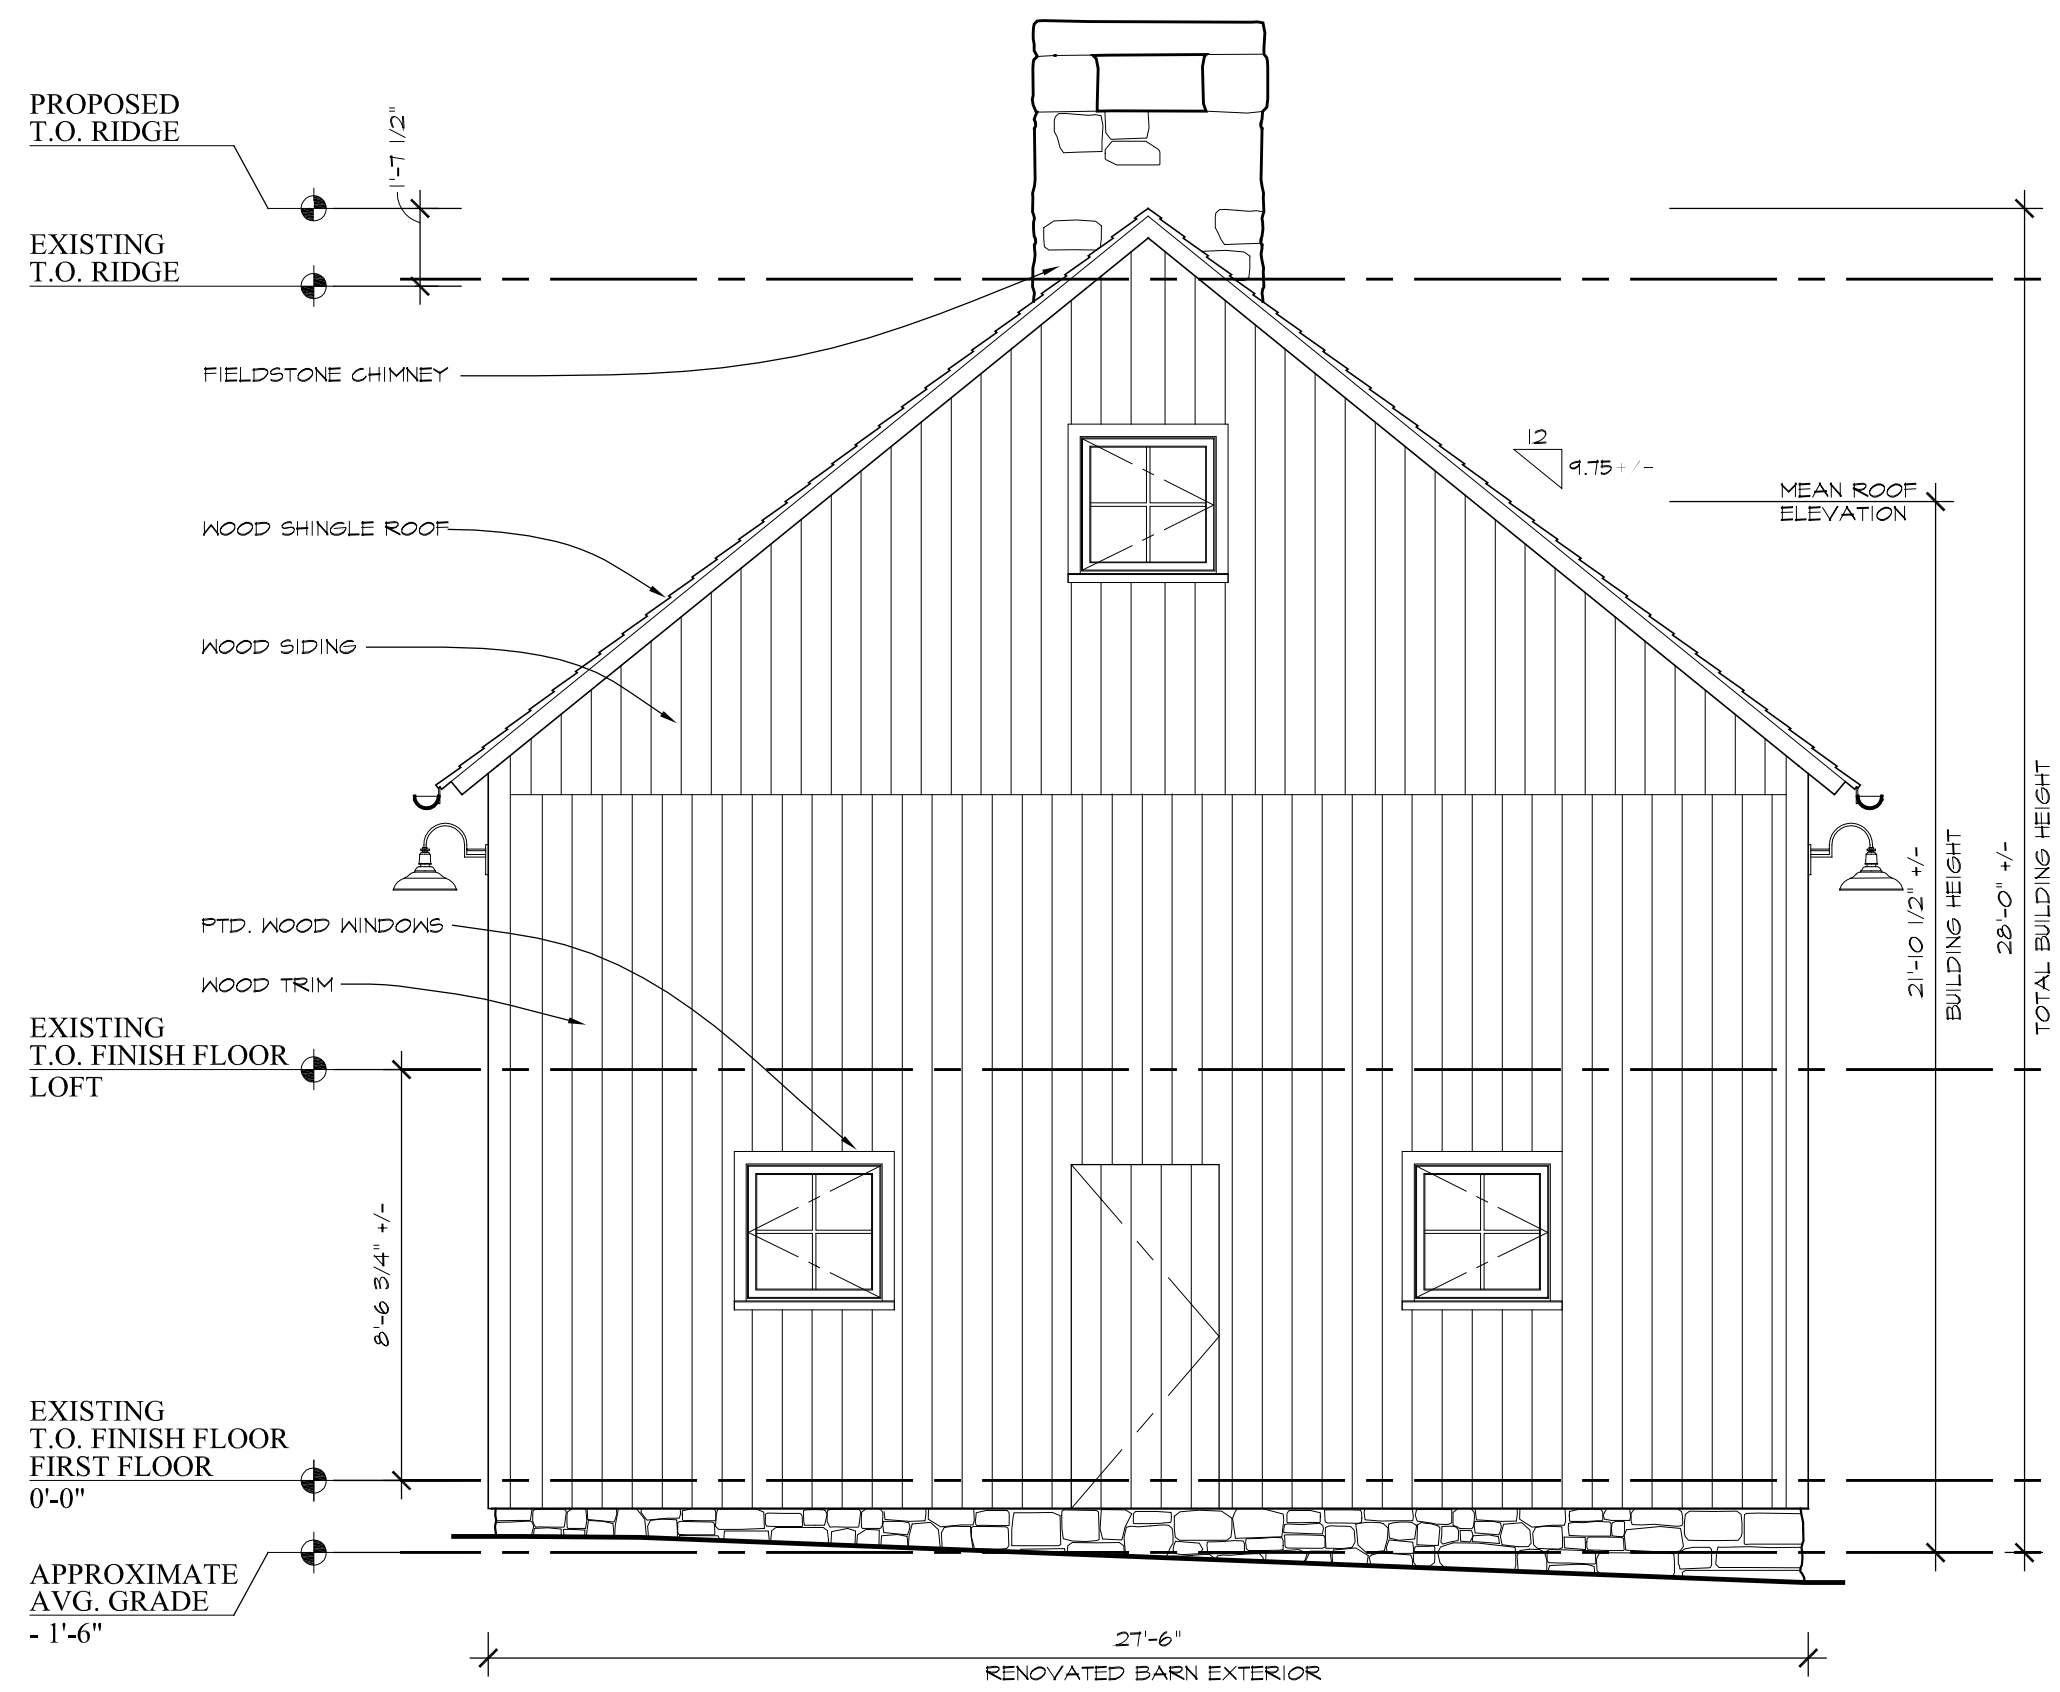 PROPOSED
T.O. RIDGE
1'-7 1/2"
EXISTING
T.O. RIDGE
FIELDSTONE CHIMNEY
12
9.75+/-
MEAN ROOF
ELEVATION
WOOD SHINGLE ROOF
WOOD SIDING
PTD. WOOD WINDOWS
WOOD TRIM
21'-10 1/2" +/-
BUILDING HEIGHT
28'-0" +/-
TOTAL BUILDING HEIGHT
EXISTING
T.O. FINISH FLOOR
LOFT
8'-6 3/4" +/-
EXISTING
T.O. FINISH FLOOR
FIRST FLOOR
0'-0"
APPROXIMATE
AVG. GRADE
- 1'-6"
27'-6"
RENOVATED BARN EXTERIOR